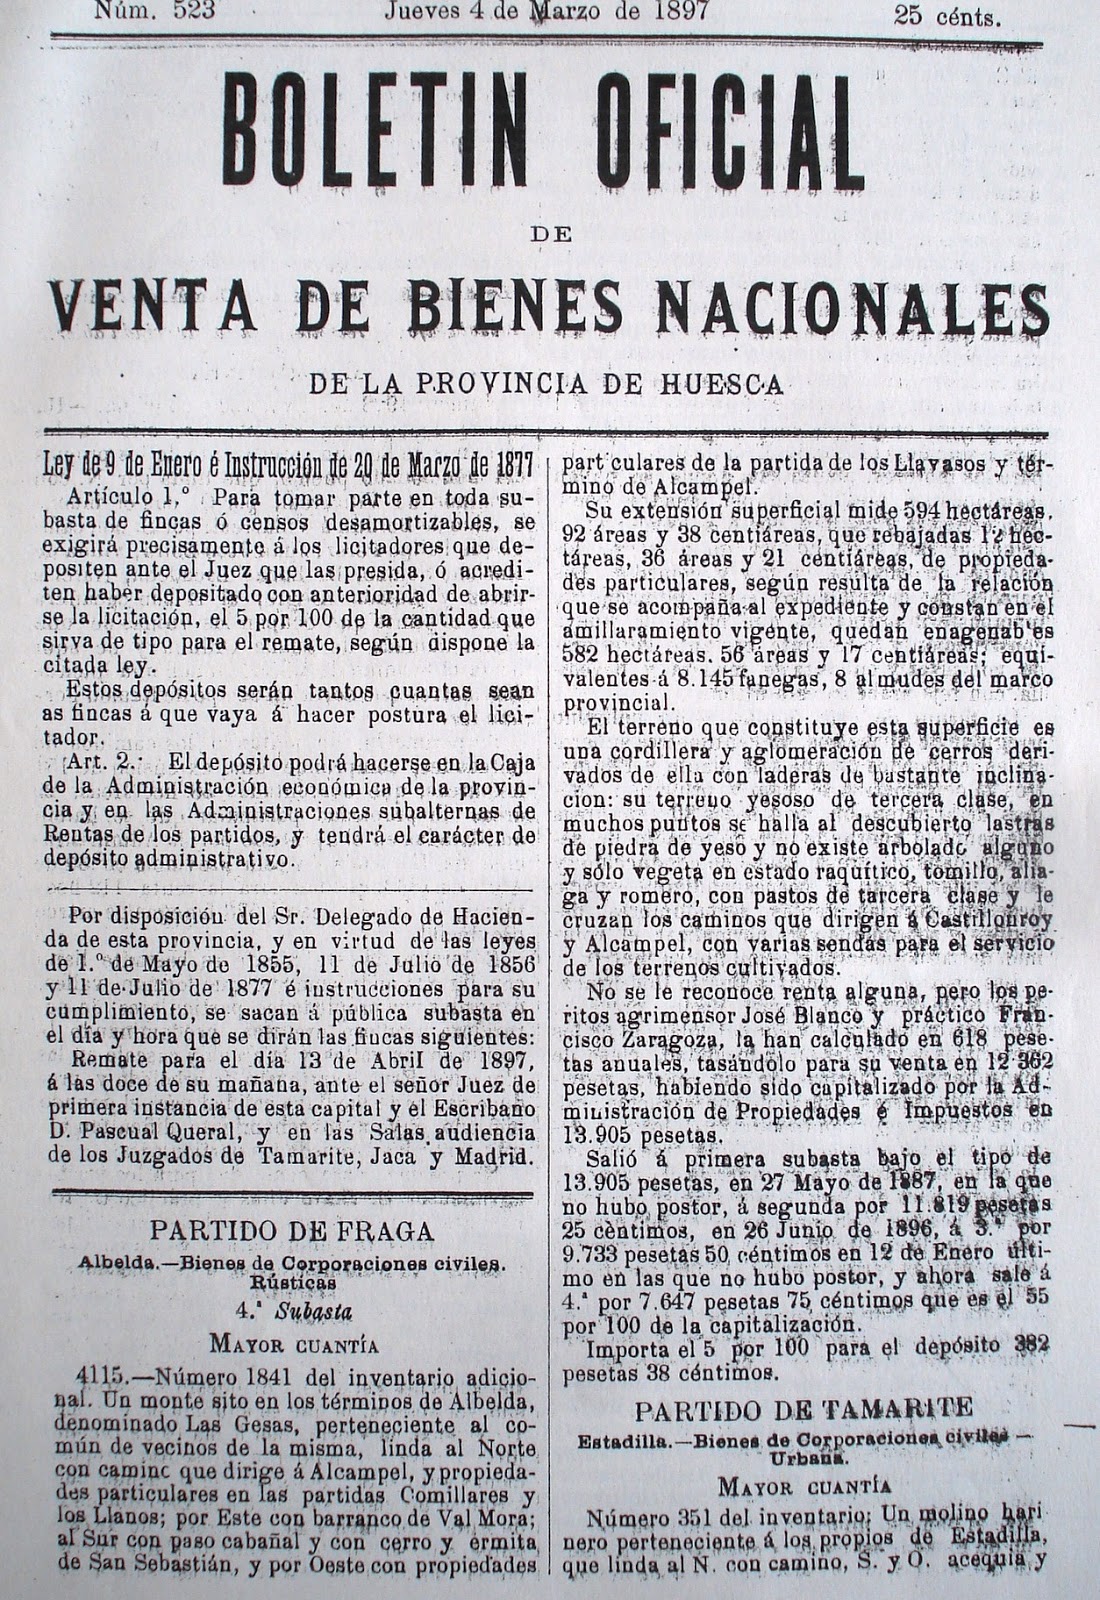 Núm. 523 Jueves 4 de Marzo de 1897 25 cénts.
BOLETIN OFICIAL
DE
VENTA DE BIENES NACIONALES
DE LA PROVINCIA DE HUESCA
Ley de 9 de Enero é Instrucción de 20 de Marzo de 1877
Artículo 1.° Para tomar parte en toda su-
basta de fincas ó censos desamortizables, se
exigirá precisamente á los licitadores que de-
positen ante el Juez que las presida, ó acredi-
ten haber depositado con anterioridad de abrir-
se la licitación, el 5 por 100 de la cantidad que
sirva de tipo para el remate, según dispone la
citada ley.
Estos depósitos serán tantos cuantas sean
as fincas á que vaya á hacer postura el lici-
tador.
Art. 2.· El depósito podrá hacerse en la Caja
de la Administración económica de la provin-
cia y en las Administraciones subalternas de
Rentas de los partidos, y tendrá el carácter de
depósito administrativo.
Por disposición del Sr. Delegado de Hacien-
da de esta provincia, y en virtud de las leyes
de 1.° de Mayo de 1855, 11 de Julio de 1856
y 11 de Julio de 1877 é instrucciones para su
cumplimiento, se sacan á pública subasta en
el día y hora que se dirán las fincas siguientes:
Remate para el día 13 de Abril de 1897,
á las doce de su mañana, ante el señor Juez de
primera instancia de esta capital y el Escribano
D. Pascual Queral, y en las Salas audiencia
de los Juzgados de Tamarite, Jaca y Madrid.
PARTIDO DE FRAGA
Albelda.—Bienes de Corporaciones civiles.
Rústicas
4.ª Subasta
MAYOR CUANTÍA
4115.—Número 1841 del inventario adicio-
nal. Un monte sito en los términos de Albelda,
denominado Las Gesas, perteneciente al co-
mún de vecinos de la misma, linda al Norte
con camino que dirige á Alcampel, y propieda-
des particulares en las partidas Comillares y
los Llanos; por Este con barranco de Val Mora;
al Sur con paso cabañal y con cerro y ermita
de San Sebastián, y por Oeste con propiedades
part culares de la partida de los Llavasos y tér-
mino de Alcampel.
Su extensión superficial mide 594 hectáreas,
92 áreas y 38 centiáreas, que rebajadas 12 hec-
táreas, 36 áreas y 21 centiáreas, de propieda-
des particulares, según resulta de la relación
que se acompaña al expediente y constan en el
amillaramiento vigente, quedan enagenab'es
582 hectáreas. 56 áreas y 17 centiáreas; equi-
valentes á 8.145 fanegas, 8 almudes del marco
provincial.
El terreno que constituye esta superficie es
una cordillera y aglomeración de cerros deri-
vados de ella con laderas de bastante inclina-
cion: su terreno yesoso de tercera clase, en
muchos puntos se halla al descubierto lastras
de piedra de yeso y no existe arbolado alguno
y sólo vegeta en estado raquítico, tomillo, alia-
ga y romero, con pastos de tarcera clase y le
cruzan los caminos que dirigen á Castillonroy
y Alcampel, con varias sendas para el servicio
de los terrenos cultivados.
No se le reconoce renta alguna, pero los pe-
ritos agrimensor José Blanco y práctico Fran-
cisco Zaragoza, la han calculado en 618 pese-
tas anuales, tasándolo para su venta en 12 362
pesetas, habiendo sido capitalizado por la Ad-
ministración de Propiedades é Impuestos en
13.905 pesetas.
Salió á primera subasta bajo el tipo de
13.905 pesetas, en 27 Mayo de 1887, en la que
no hubo postor, á segunda por 11.819 pesetas
25 céntimos, en 26 Junio de 1896, á 3.ª por
9.733 pesetas 50 céntimos en 12 de Enero últi-
mo en las que no hubo postor, y ahora sale á
4.ª por 7.647 pesetas 75 céntimos que es el 55
por 100 de la capitalización.
Importa el 5 por 100 para el depósito 382
pesetas 38 céntimos.
PARTIDO DE TAMARITE
Estadilla.—Bienes de Corporaciones civiles —
Urbana.
MAYOR CUANTÍA
Número 351 del inventario: Un molino hari
nero perteneciente á los propios de Estadilla,
que linda al N. con camino, S. y O. acequia y